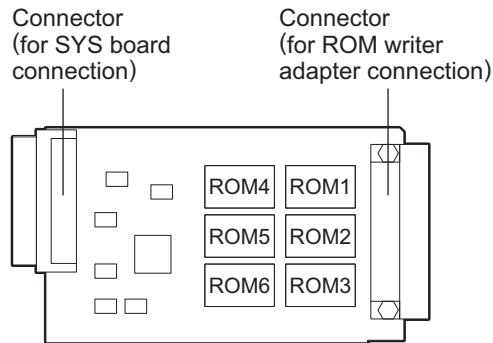 Connector
(for SYS board
connection)
Connector
(for ROM writer
adapter connection)
ROM4 ROM1
ROM5 ROM2
ROM6 ROM3